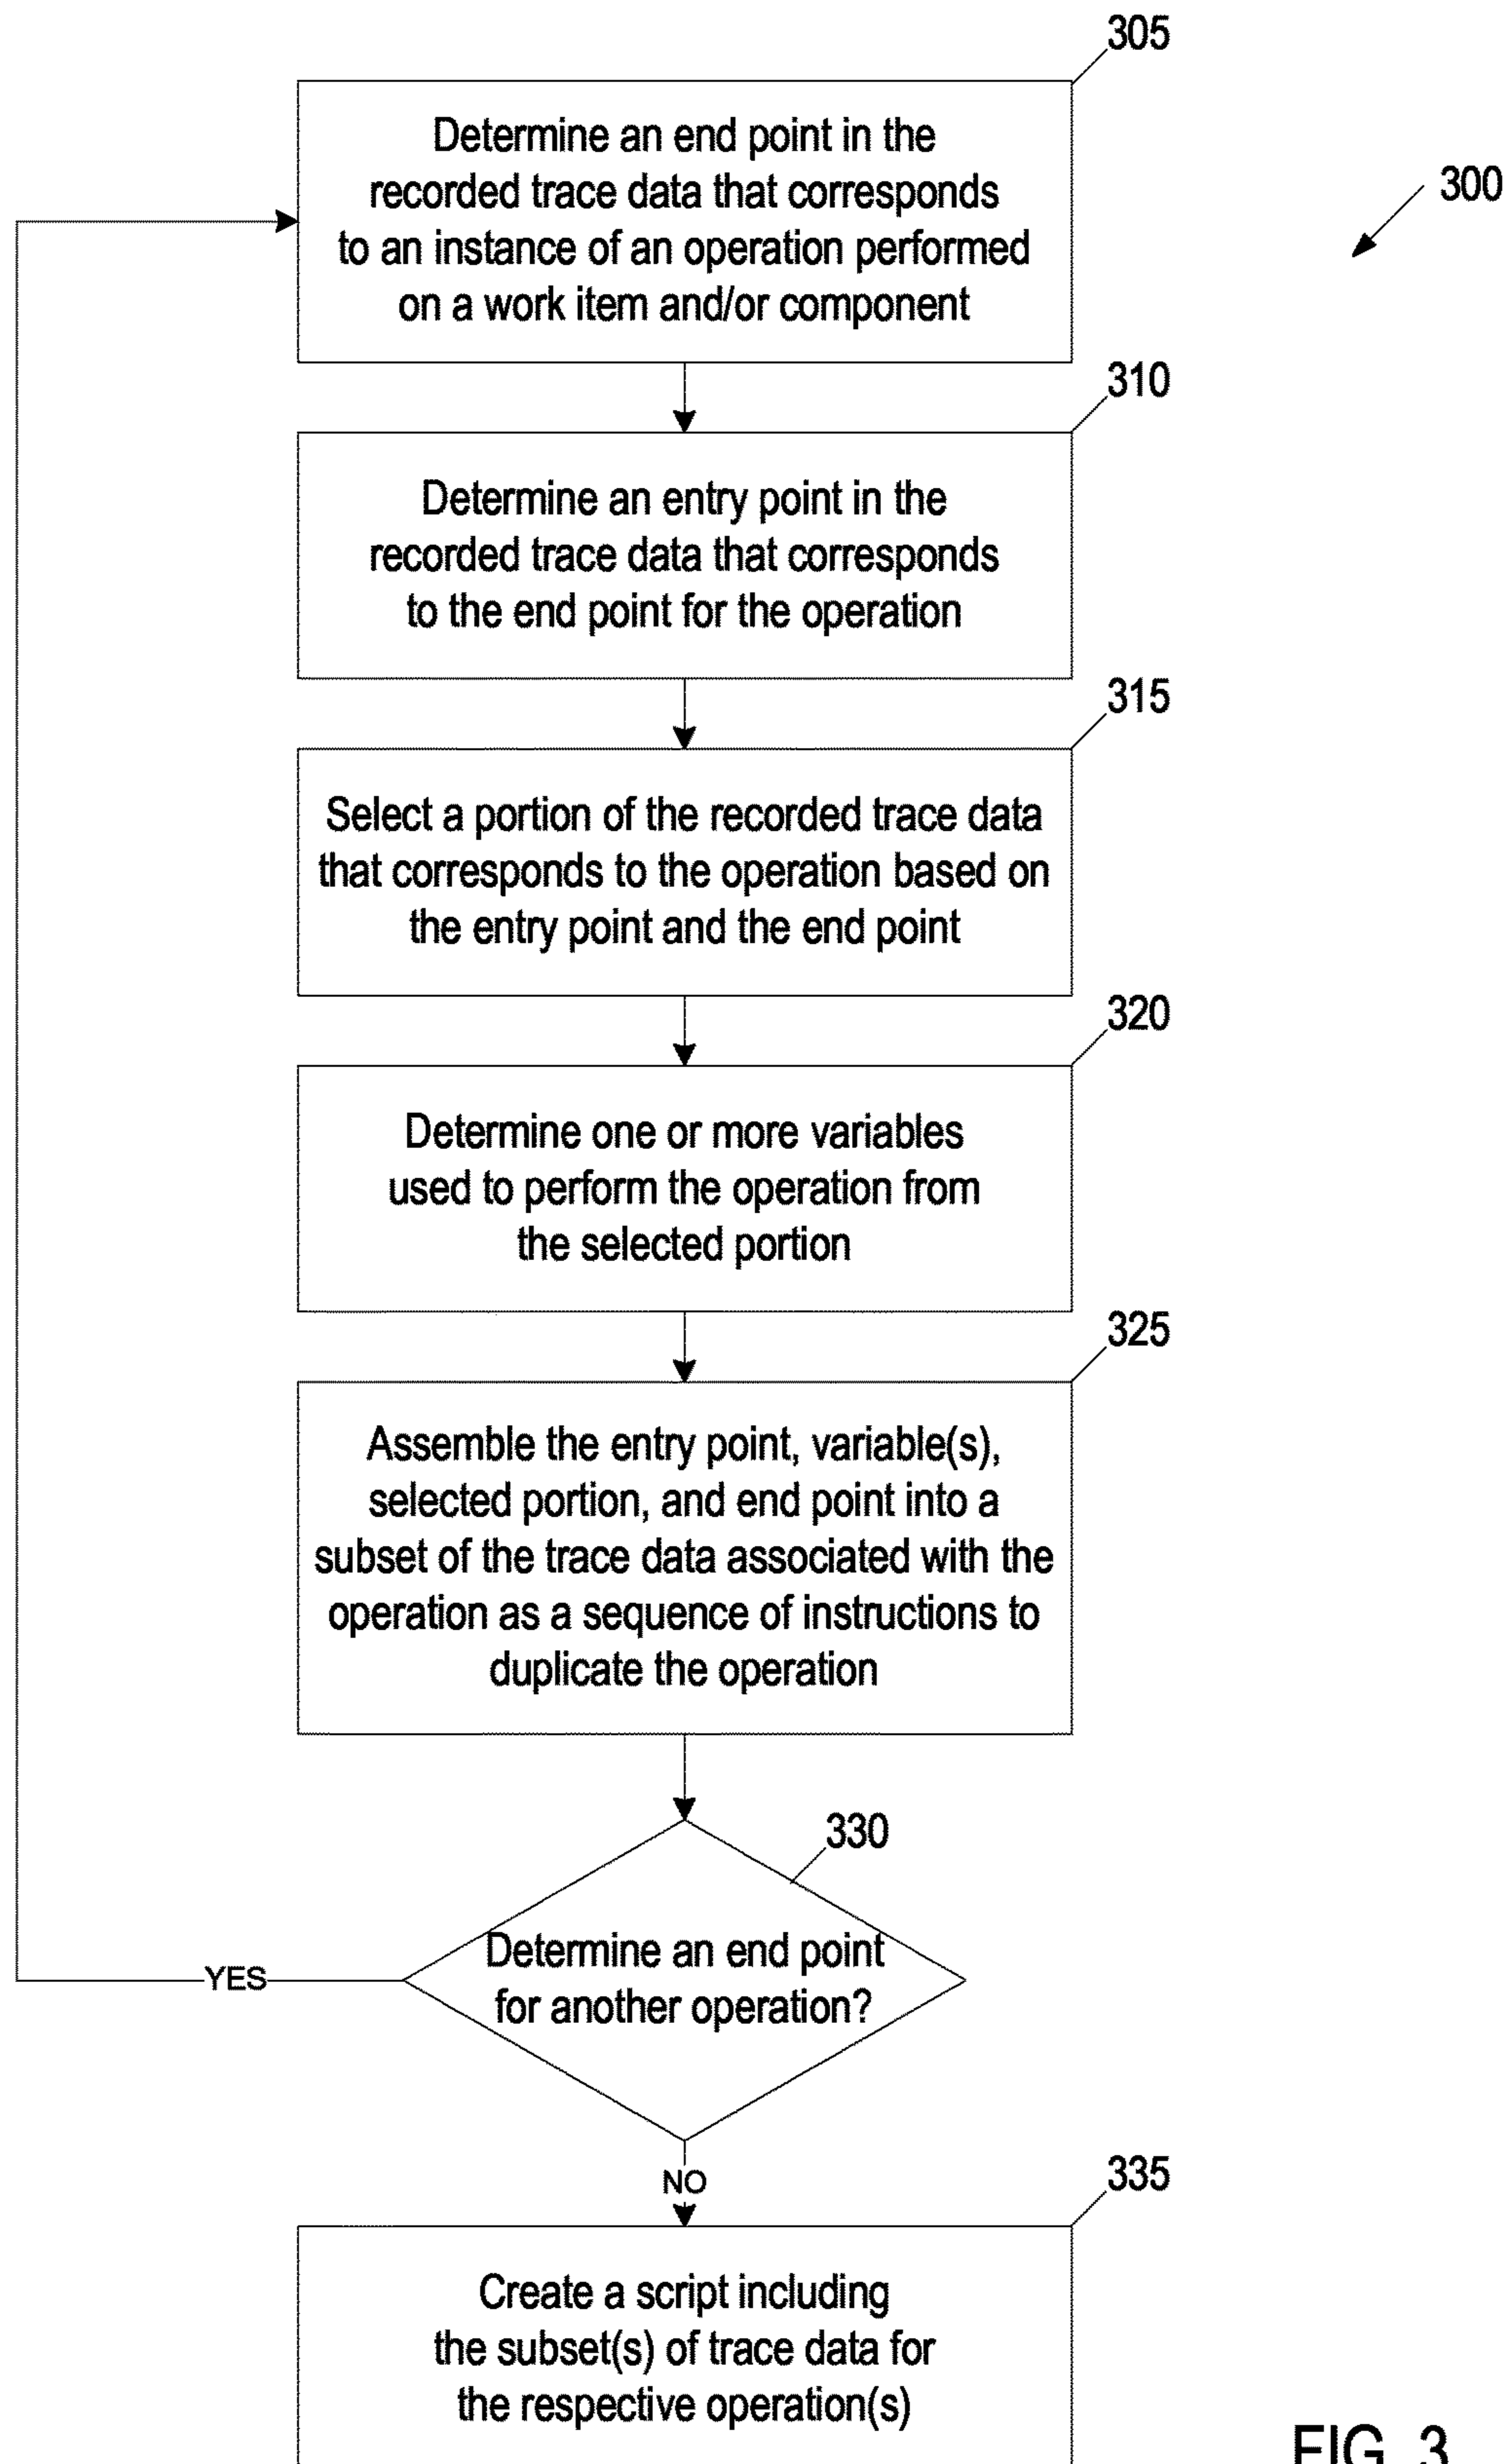 305
Determine an end point in the
recorded trace data that corresponds
to an instance of an operation performed
on a work item and/or component
300
310
Determine an entry point in the
recorded trace data that corresponds
to the end point for the operation
315
Select a portion of the recorded trace data
that corresponds to the operation based on
the entry point and the end point
320
Determine one or more variables
used to perform the operation from
the selected portion
325
Assemble the entry point, variable(s),
selected portion, and end point into a
subset of the trace data associated with the
operation as a sequence of instructions to
duplicate the operation
330
Determine an end point
for another operation?
YES
NO
335
Create a script including
the subset(s) of trace data for
the respective operation(s)
FIG. 3